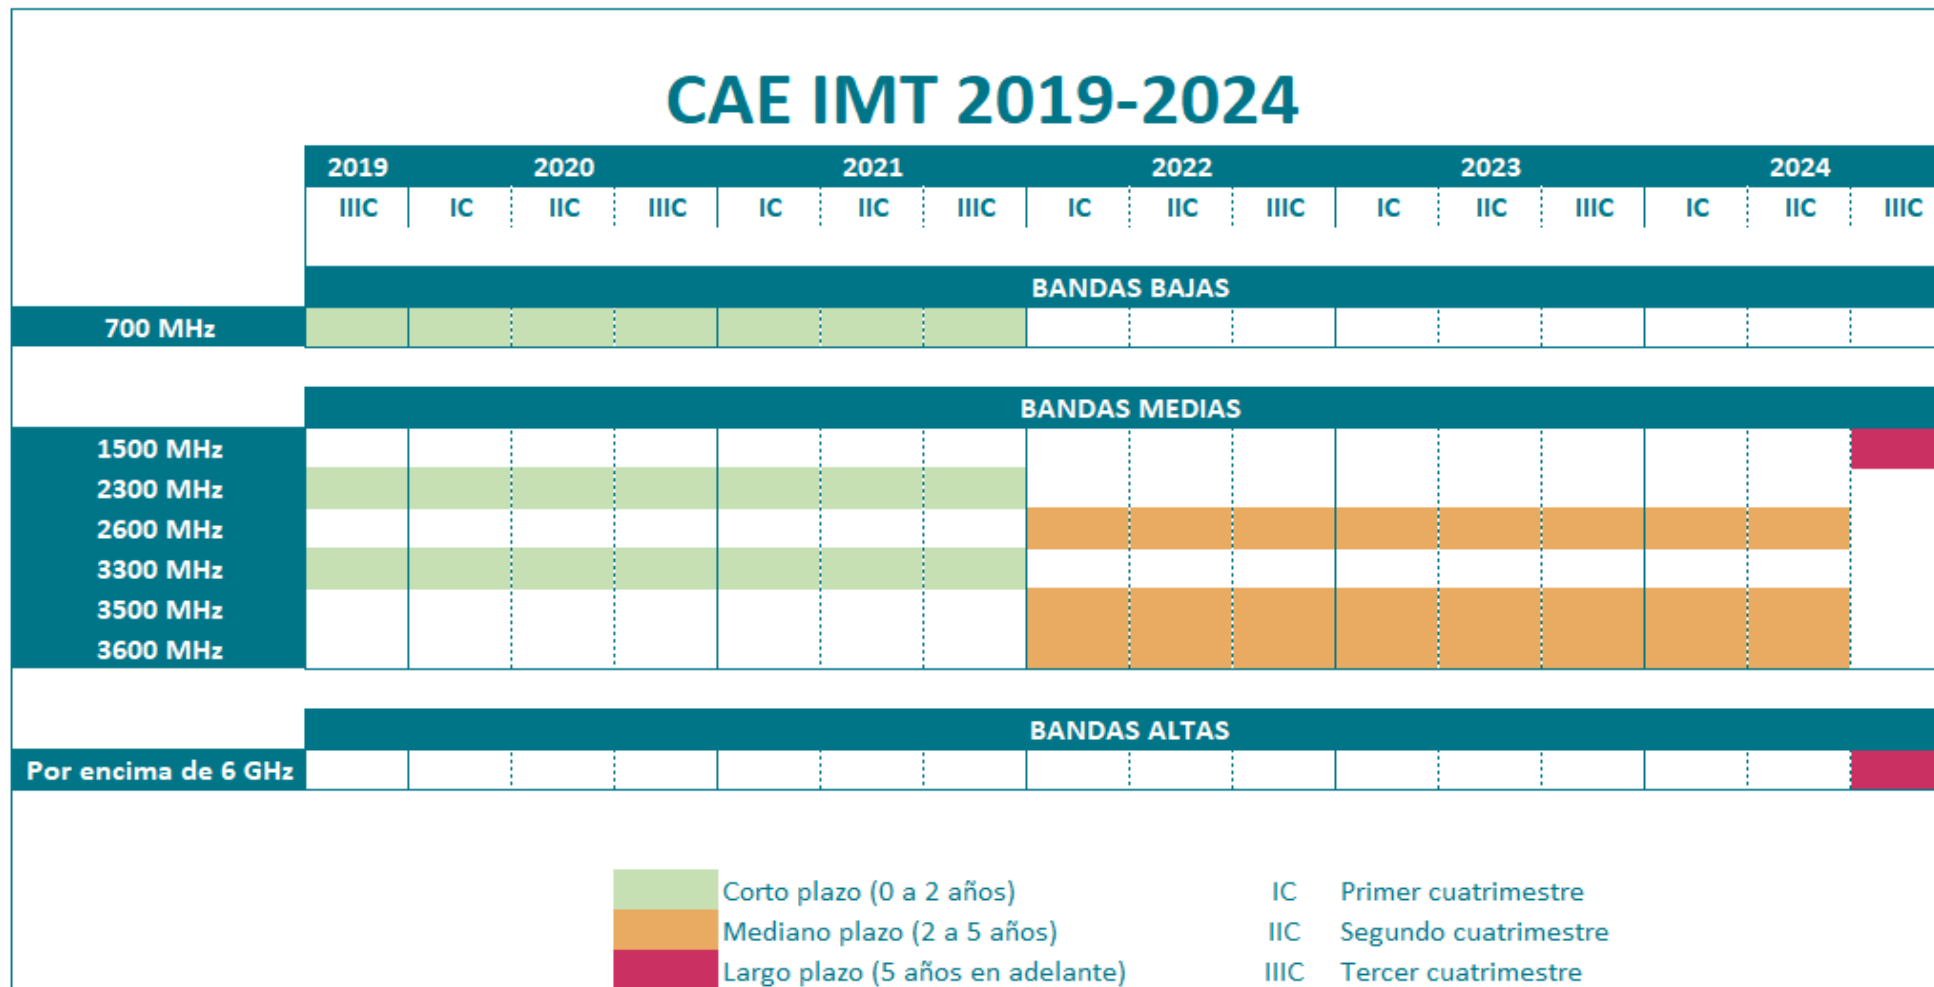 CAE IMT 2019-2024
2019 2020 2021 2022 2023 2024
IIIC IC IIC IIIC IC IIC IIIC IC IIC IIIC IC IIC IIIC IC IIC IIIC
BANDAS BAJAS
700 MHz
BANDAS MEDIAS
1500 MHz
2300 MHz
2600 MHz
3300 MHz
3500 MHz
3600 MHz
BANDAS ALTAS
Por encima de 6 GHz
Corto plazo (0 a 2 años) IC Primer cuatrimestre
Mediano plazo (2 a 5 años) IIC Segundo cuatrimestre
Largo plazo (5 años en adelante) IIIC Tercer cuatrimestre